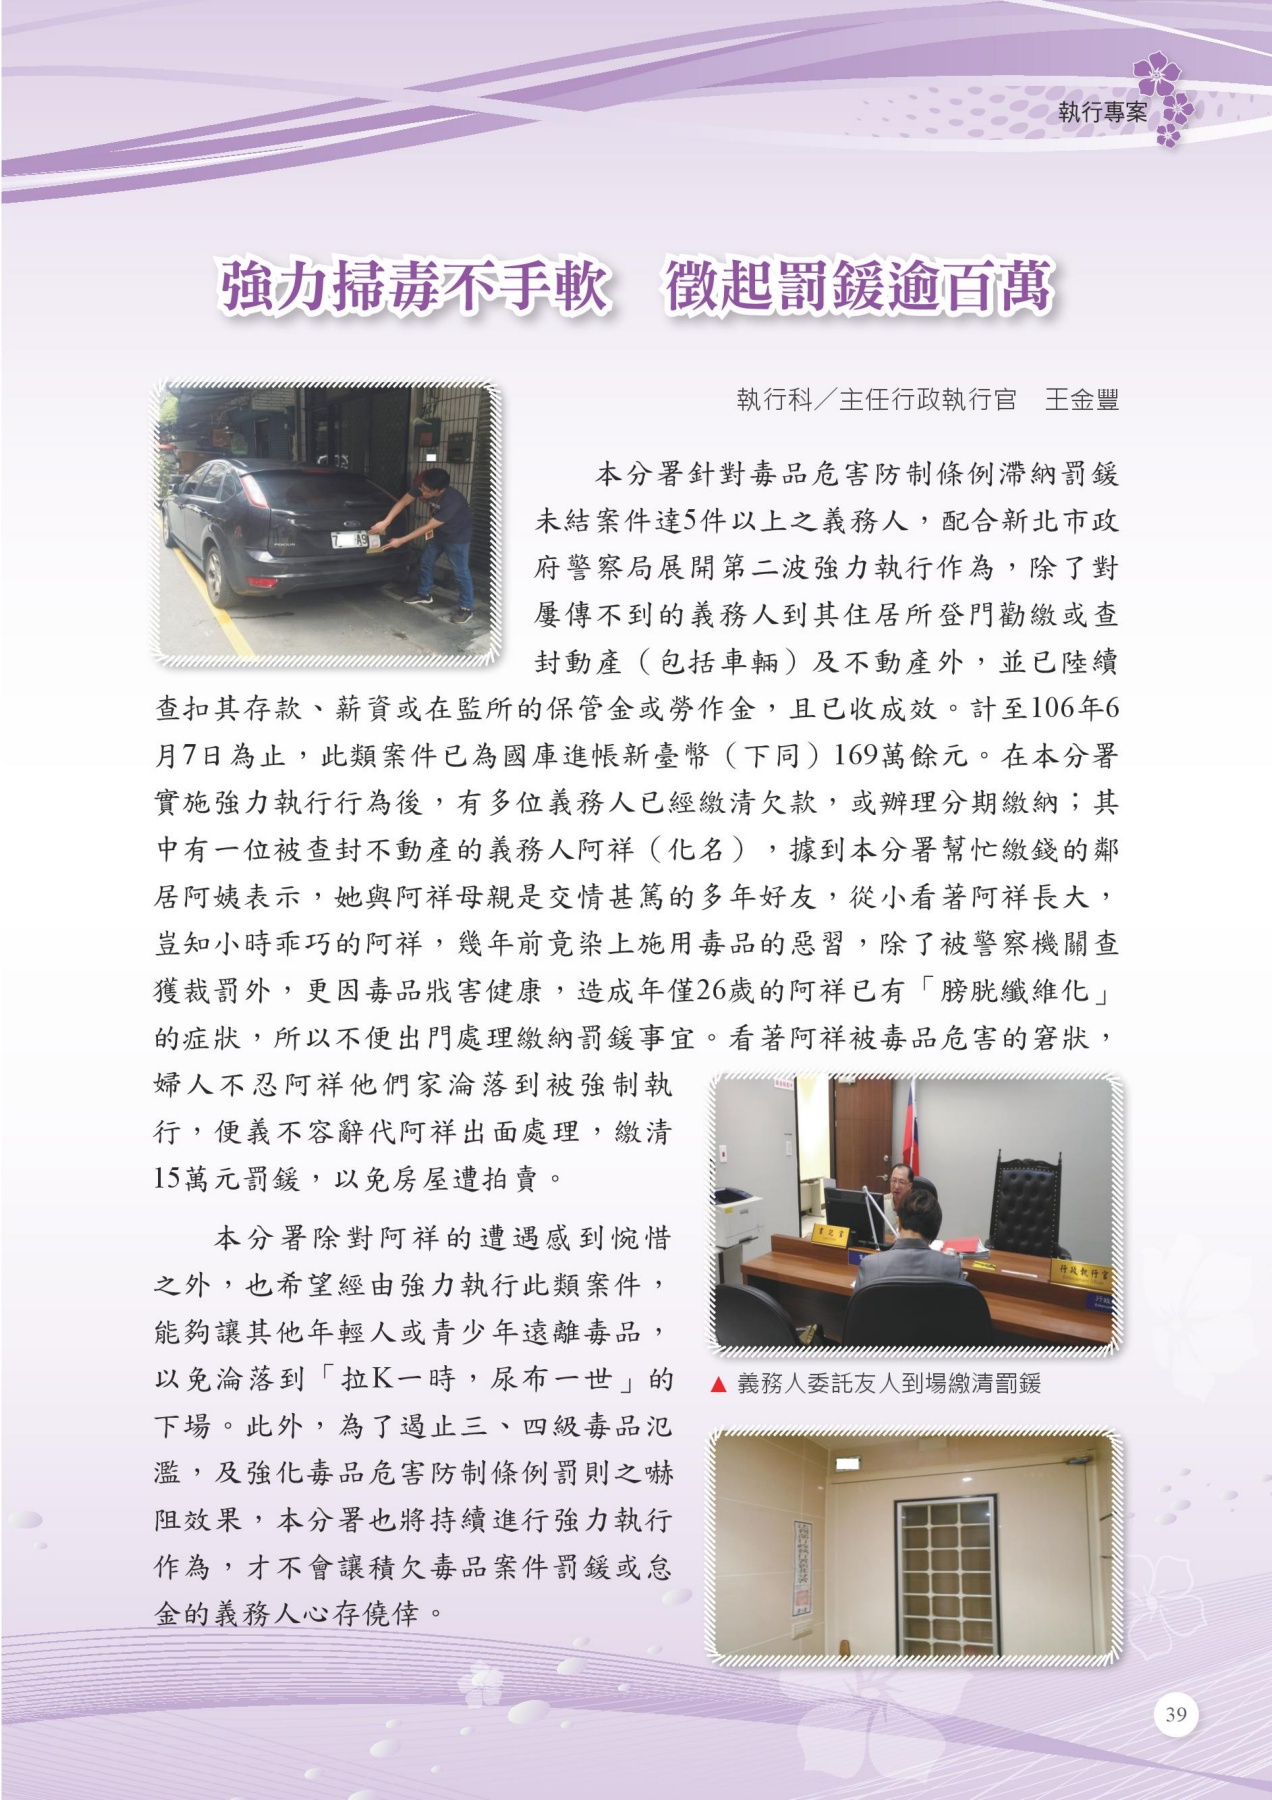 執行專案
強力掃毒不手軟　徵起罰鍰逾百萬
執行科／主任行政執行官　王金豐
本分署針對毒品危害防制條例滯納罰鍰
未結案件達5件以上之義務人，配合新北市政
府警察局展開第二波強力執行作為，除了對
屢傳不到的義務人到其住居所登門勸繳或查
封動產（包括車輛）及不動產外，並已陸續
查扣其存款、薪資或在監所的保管金或勞作金，且已收成效。計至106年6
月7日為止，此類案件已為國庫進帳新臺幣（下同）169萬餘元。在本分署
實施強力執行行為後，有多位義務人已經繳清欠款，或辦理分期繳納；其
中有一位被查封不動產的義務人阿祥（化名），據到本分署幫忙繳錢的鄰
居阿姨表示，她與阿祥母親是交情甚篤的多年好友，從小看著阿祥長大，
豈知小時乖巧的阿祥，幾年前竟染上施用毒品的惡習，除了被警察機關查
獲裁罰外，更因毒品戕害健康，造成年僅26歲的阿祥已有「膀胱纖維化」
的症狀，所以不便出門處理繳納罰鍰事宜。看著阿祥被毒品危害的窘狀，
婦人不忍阿祥他們家淪落到被強制執
行，便義不容辭代阿祥出面處理，繳清
15萬元罰鍰，以免房屋遭拍賣。
本分署除對阿祥的遭遇感到惋惜
之外，也希望經由強力執行此類案件，
能夠讓其他年輕人或青少年遠離毒品，
以免淪落到「拉K一時，尿布一世」的
下場。此外，為了遏止三、四級毒品氾
濫，及強化毒品危害防制條例罰則之嚇
阻效果，本分署也將持續進行強力執行
作為，才不會讓積欠毒品案件罰鍰或怠
金的義務人心存僥倖。
書記官
行政執行官
▲ 義務人委託友人到場繳清罰鍰
法務部行政執行署新北分署
39